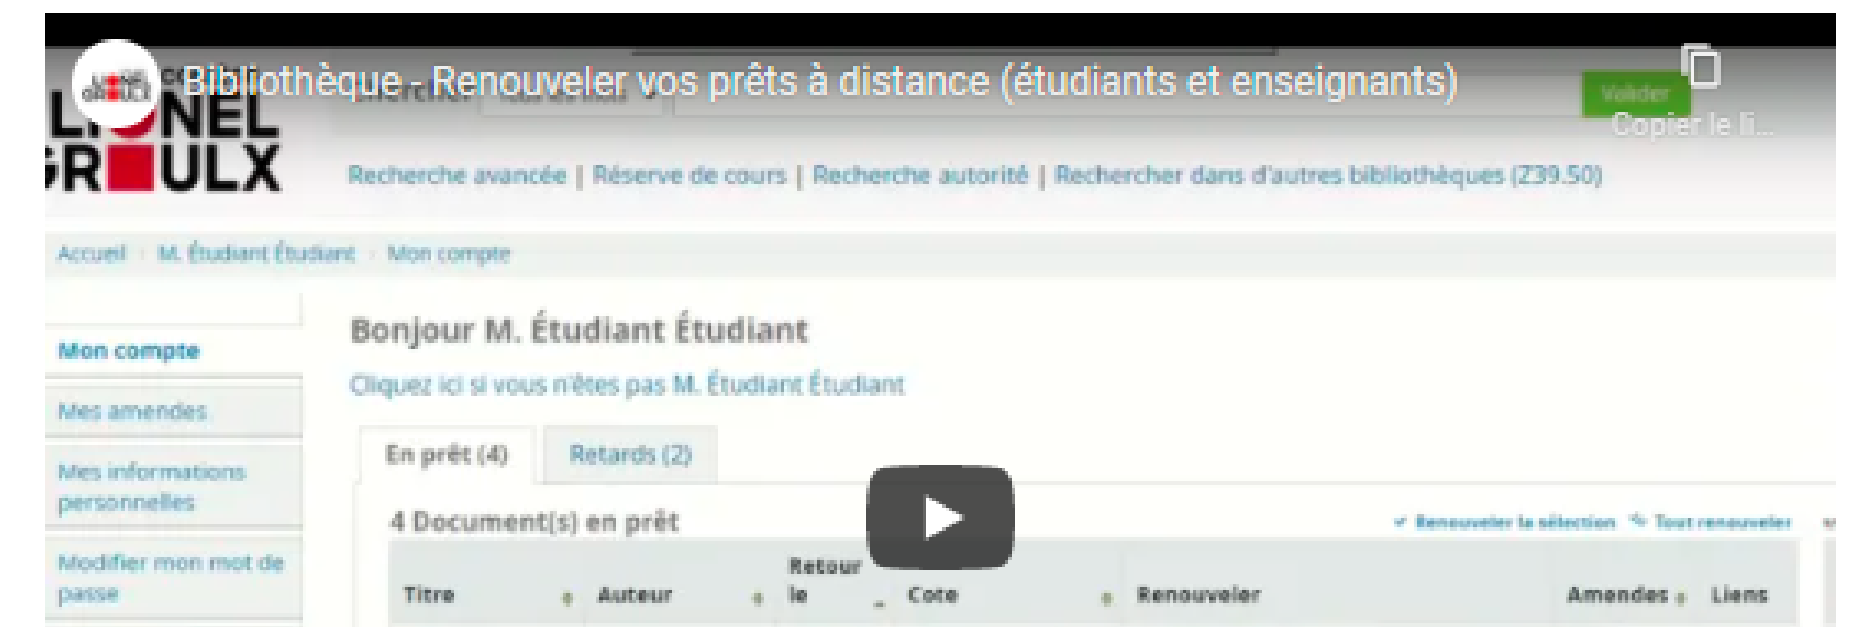 Bibliothèque - Renouveler vos prêts à distance (étudiants et enseignants)
Valider
Copier le li...
LIONEL
GROULX
Recherche avancée | Réserve de cours | Recherche autorité | Rechercher dans d'autres bibliothèques (Z39.50)
Accueil › M. Étudiant Étudiant › Mon compte
Bonjour M. Étudiant Étudiant
Mon compte
Cliquez ici si vous n'êtes pas M. Étudiant Étudiant
Mes amendes
En prêt (4) Retards (2)
Mes informations
personnelles
4 Document(s) en prêt
Renouveler la sélection Tout renouveler
Modifier mon mot de
passe
Titre Auteur Retour le Cote Renouveler Amendes Liens